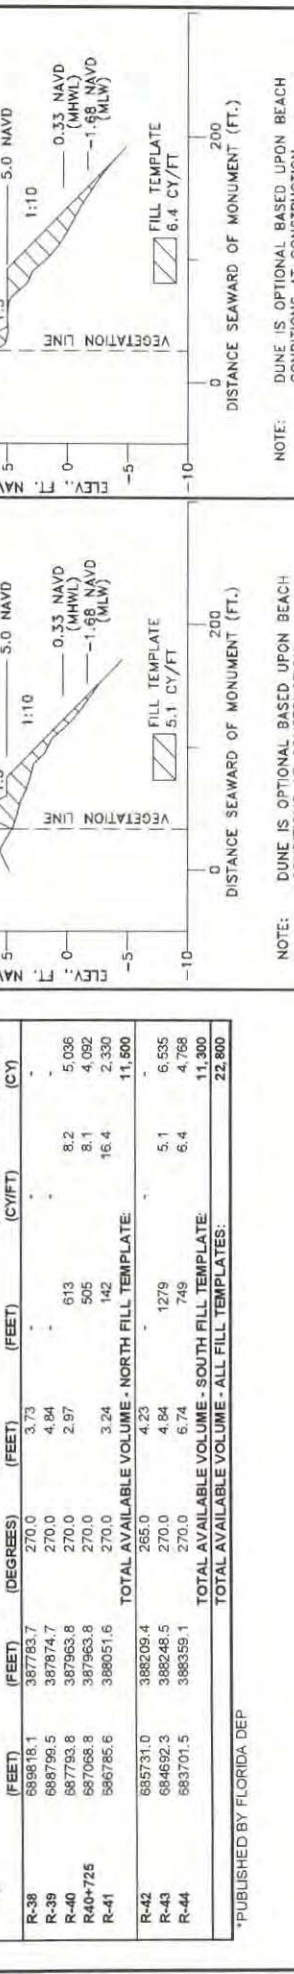 (FEET) (FEET) (DEGREES) (FEET) (FEET) (CY/FT) (CY)
R-38 689818.1 387783.7 270.0 3.73 - - -
R-39 688799.5 387874.7 270.0 4.84 - - -
R-40 687793.8 387963.8 270.0 2.97 613 8.2 5,036
R40+725 687068.8 387963.8 270.0 505 8.1 4,092
R-41 686785.6 388051.6 270.0 3.24 142 16.4 2,330
TOTAL AVAILABLE VOLUME - NORTH FILL TEMPLATE: 11,500
R-42 685731.0 388209.4 265.0 4.23 - - -
R-43 684692.3 388248.5 270.0 4.84 1279 5.1 6,535
R-44 683701.5 388359.1 270.0 6.74 749 6.4 4,768
TOTAL AVAILABLE VOLUME - SOUTH FILL TEMPLATE: 11,300
TOTAL AVAILABLE VOLUME - ALL FILL TEMPLATES: 22,800
*PUBLISHED BY FLORIDA DEP
5.0 NAVD
1:10
0.33 NAVD
(MHWL)
-1.68 NAVD
(MLW)
VEGETATION LINE
FILL TEMPLATE
5.1 CY/FT
ELEV., FT. NAV
5
0
-5
-10
0 200
DISTANCE SEAWARD OF MONUMENT (FT.)
NOTE: DUNE IS OPTIONAL BASED UPON BEACH
5.0 NAVD
1:10
0.33 NAVD
(MHWL)
-1.68 NAVD
(MLW)
VEGETATION LINE
FILL TEMPLATE
6.4 CY/FT
ELEV., FT. NAV
5
0
-5
-10
0 200
DISTANCE SEAWARD OF MONUMENT (FT.)
NOTE: DUNE IS OPTIONAL BASED UPON BEACH
CONDITIONS AT CONSTRUCTION